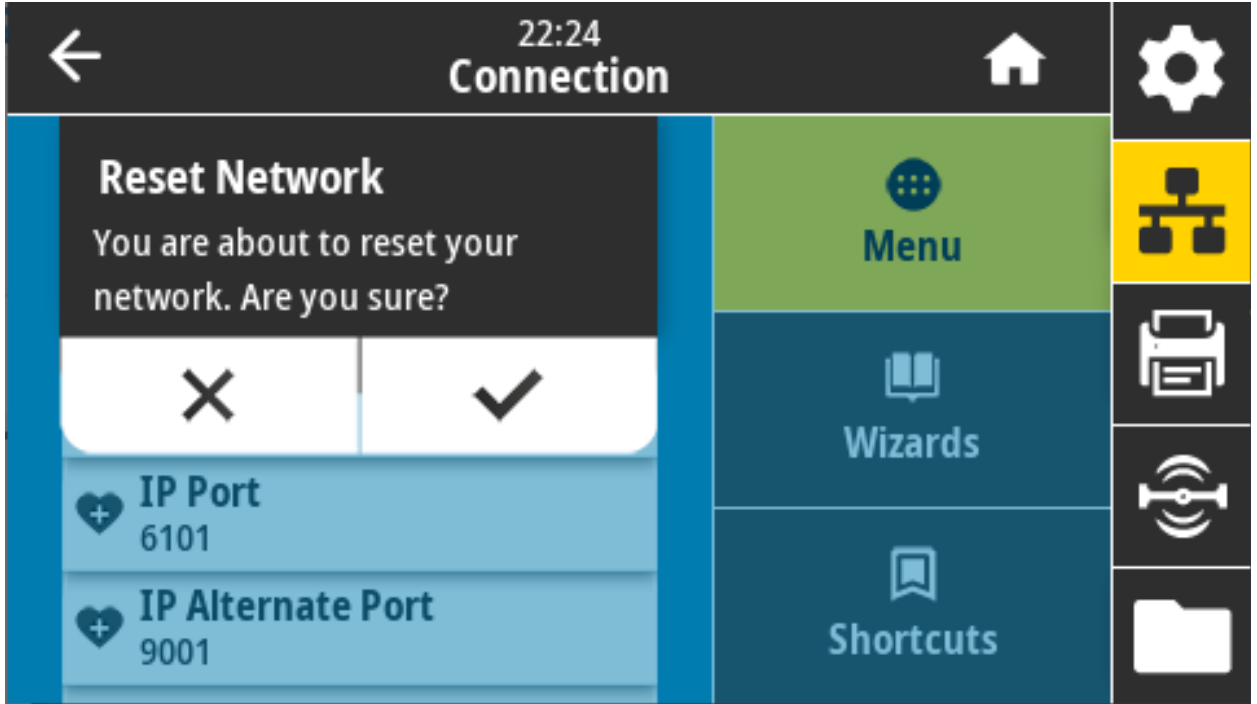 22:24
Connection
Reset Network
You are about to reset your
network. Are you sure?
IP Port
6101
IP Alternate Port
9001
Menu
Wizards
Shortcuts